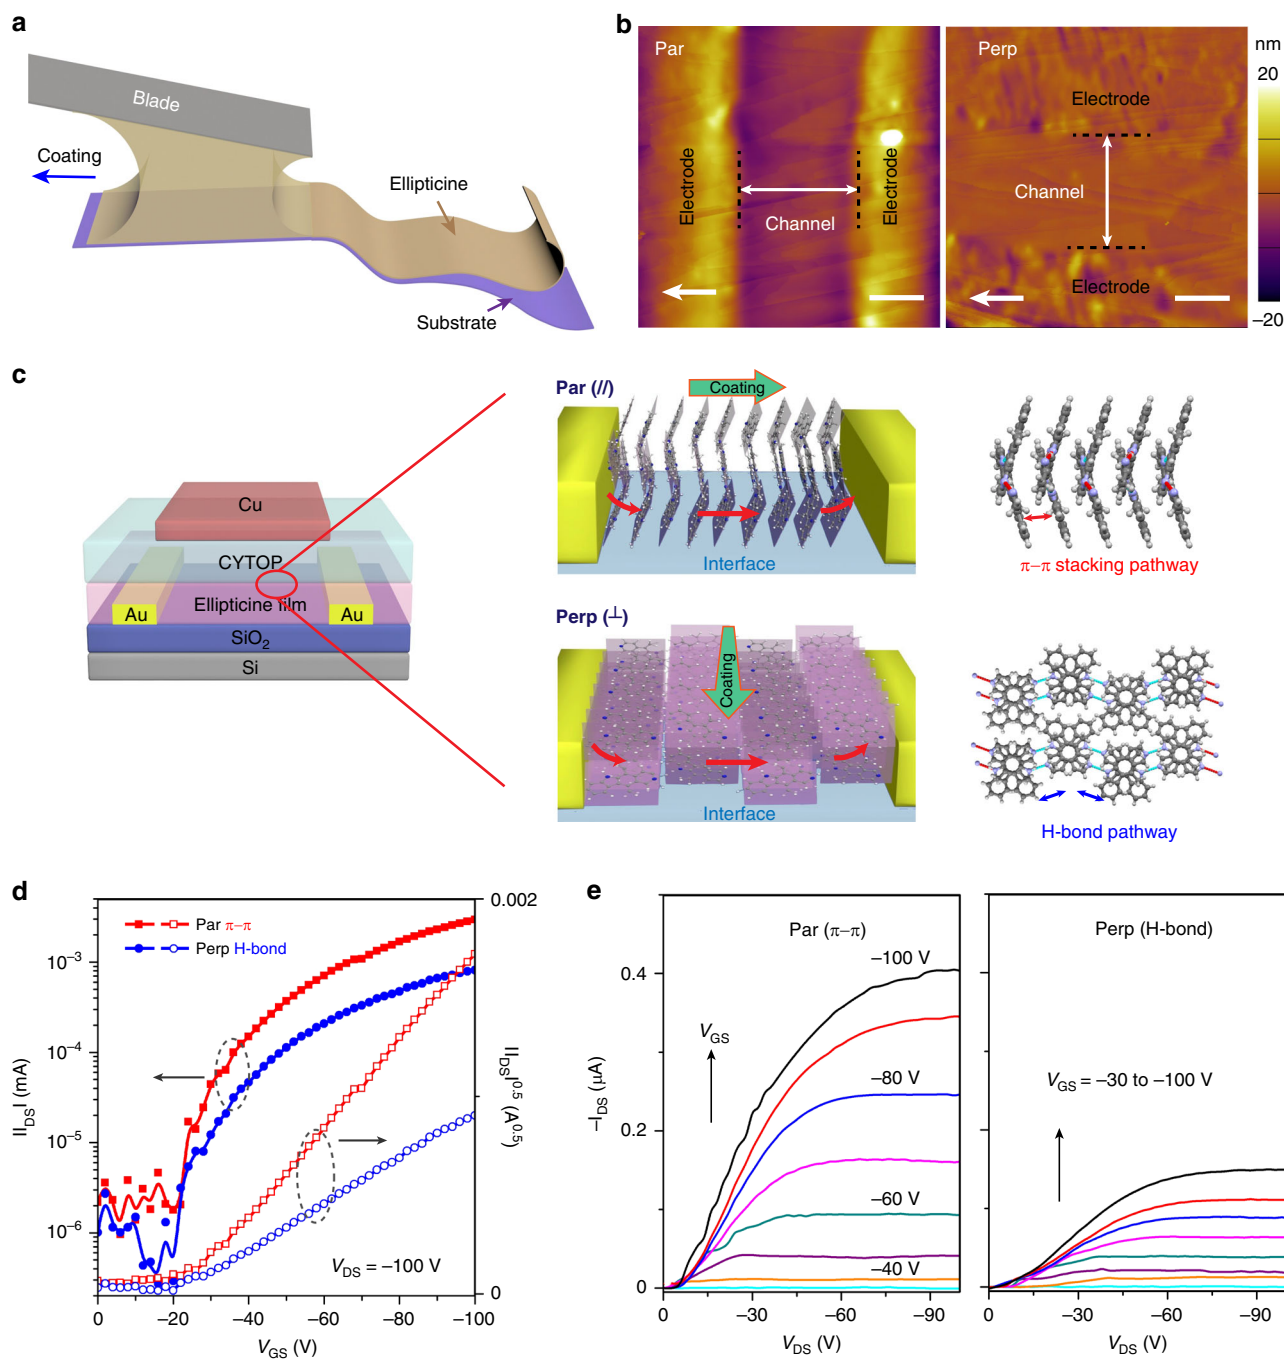 a
Blade
Coating
Ellipticine
Substrate
b
Par
Electrode
Channel
Electrode
Perp
Electrode
Channel
Electrode
nm
20
–20
c
Cu
CYTOP
Ellipticine film
Au
Au
SiO2
Si
Par (//)
Coating
Interface
π–π stacking pathway
Perp (⊥)
Coating
Interface
H-bond pathway
d
Par π–π
Perp H-bond
0.002
10–3
10–4
10–5
10–6
0
|IDS| (mA)
|IDS|0.5 (A0.5)
VDS = –100 V
0 –20 –40 –60 –80 –100
VGS (V)
e
Par (π–π)
–100 V
VGS
–80 V
–60 V
–40 V
0.4
0.2
0
–IDS (μA)
0 –30 –60 –90
VDS (V)
Perp (H-bond)
VGS = –30 to –100 V
0 –30 –60 –90
VDS (V)